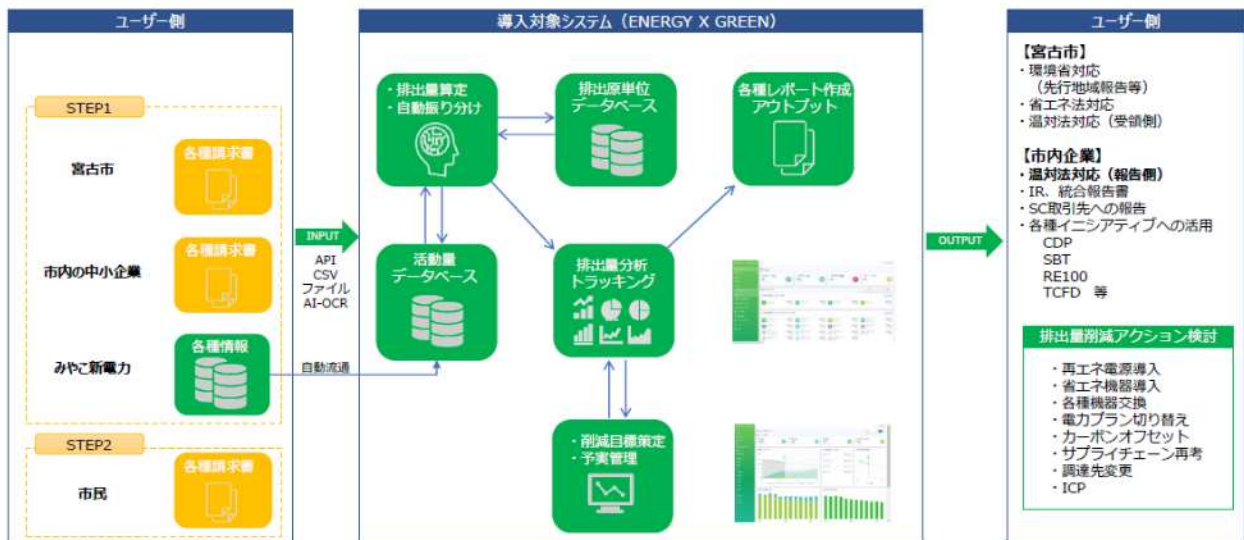 ユーザー側
STEP1
宮古市
各種請求書
市内の中小企業
各種請求書
みやこ新電力
各種情報
STEP2
市民
各種請求書
INPUT
API
CSV
ファイル
AI-OCR
自動流通
導入対象システム（ENERGY X GREEN）
・排出量算定
・自動振り分け
排出原単位
データベース
各種レポート作成
アウトプット
活動量
データベース
排出量分析
トラッキング
・削減目標策定
・予実管理
OUTPUT
ユーザー側
【宮古市】
・環境省対応
（先行地域報告等）
・省エネ法対応
・温対法対応（受領側）
【市内企業】
・温対法対応（報告側）
・IR、統合報告書
・SC取引先への報告
・各種イニシアティブへの活用
CDP
SBT
RE100
TCFD 等
排出量削減アクション検討
・再エネ電源導入
・省エネ機器導入
・各種機器交換
・電力プラン切り替え
・カーボンオフセット
・サプライチェーン再考
・調達先変更
・ICP